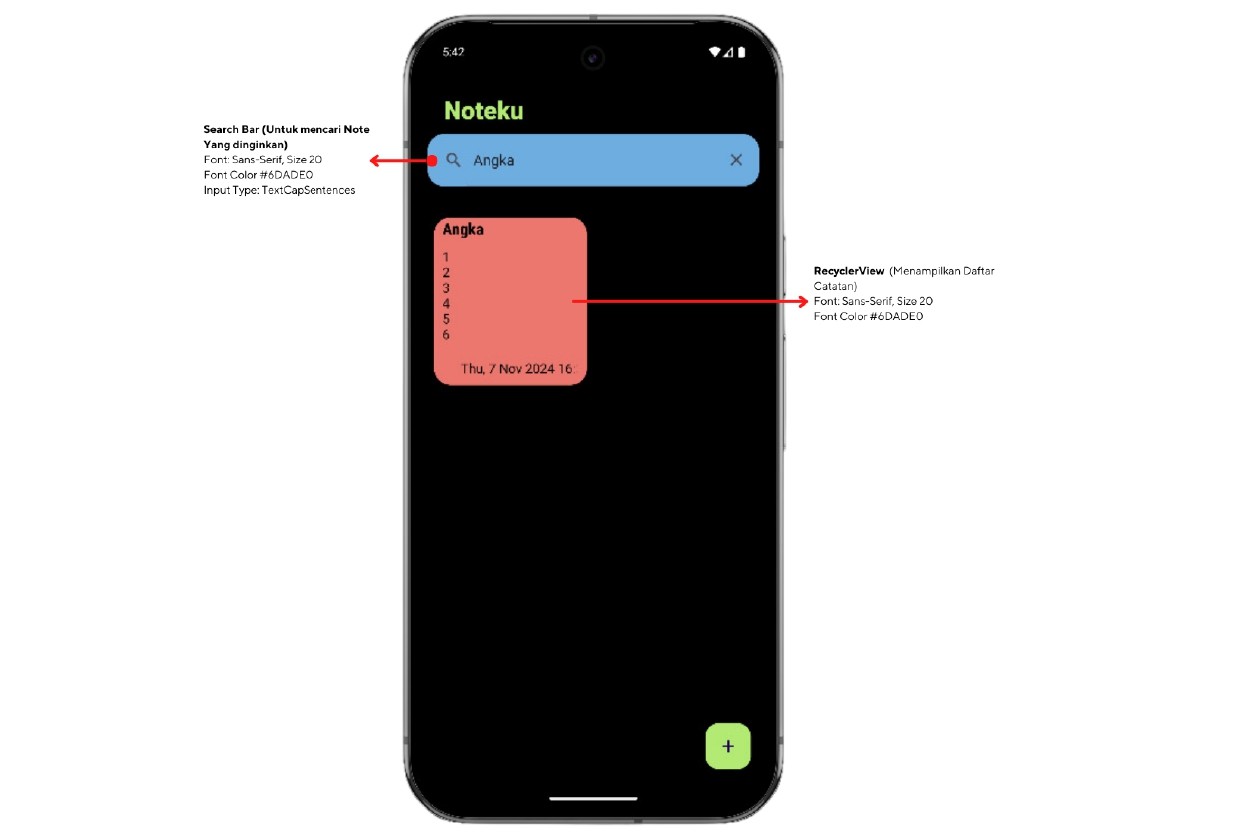 5:42
Noteku
Search Bar (Untuk mencari Note
Yang dinginkan)
Font: Sans-Serif, Size 20
Font Color #6DADE0
Input Type: TextCapSentences
Angka
Angka
1
2
3
4
5
6
Thu, 7 Nov 2024 16:
RecyclerView (Menampilkan Daftar
Catatan)
Font: Sans-Serif, Size 20
Font Color #6DADE0
+